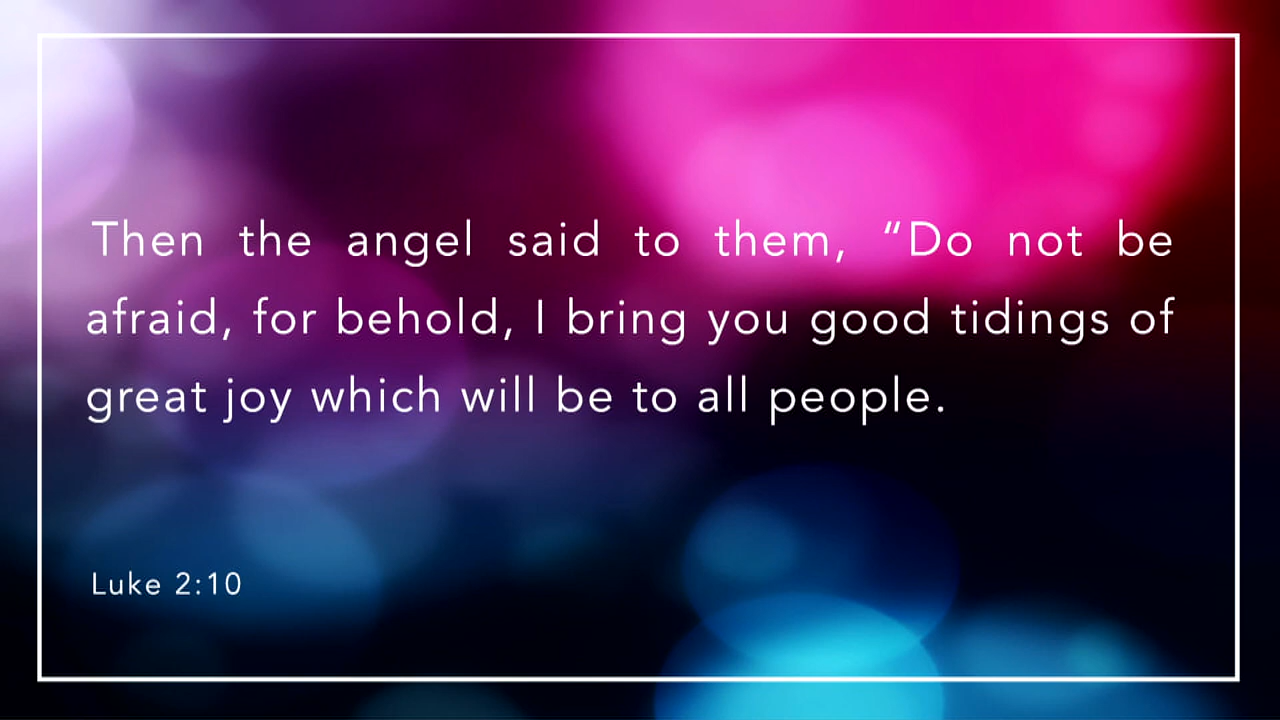 Then the angel said to them, “Do not be
afraid, for behold, I bring you good tidings of
great joy which will be to all people.
Luke 2:10